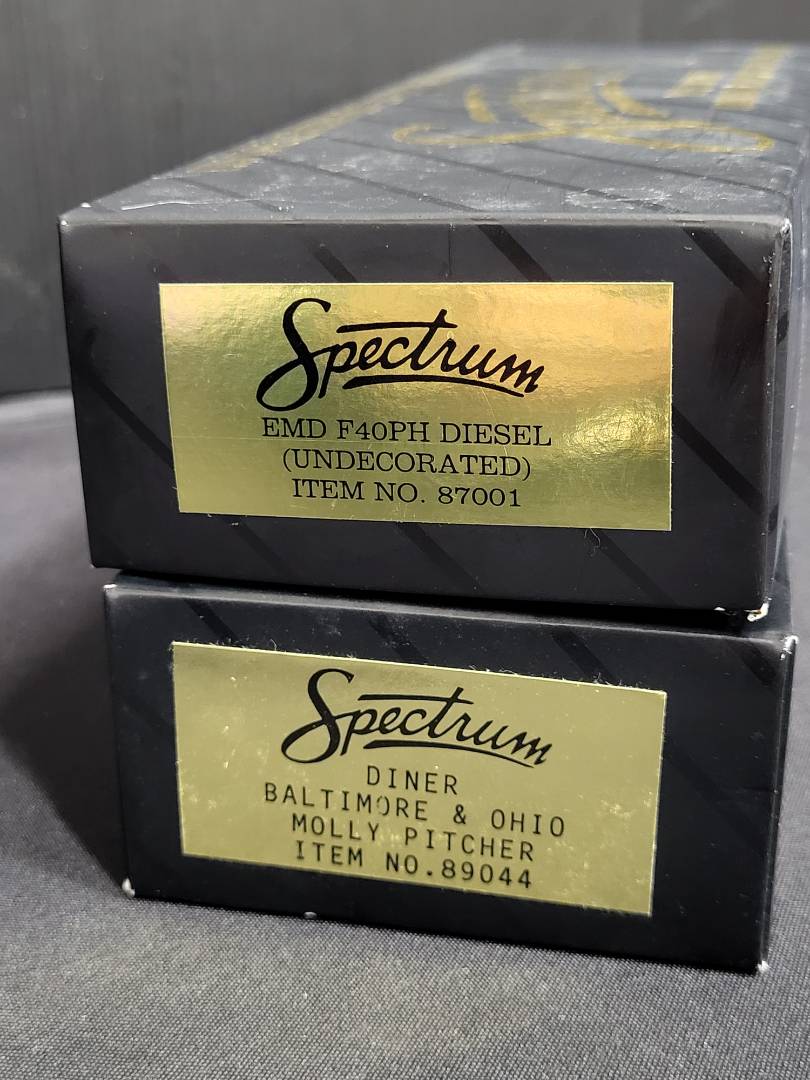 Spectrum
EMD F40PH DIESEL
(UNDECORATED)
ITEM NO. 87001
Spectrum
DINER
BALTIMORE & OHIO
MOLLY PITCHER
ITEM NO.89044